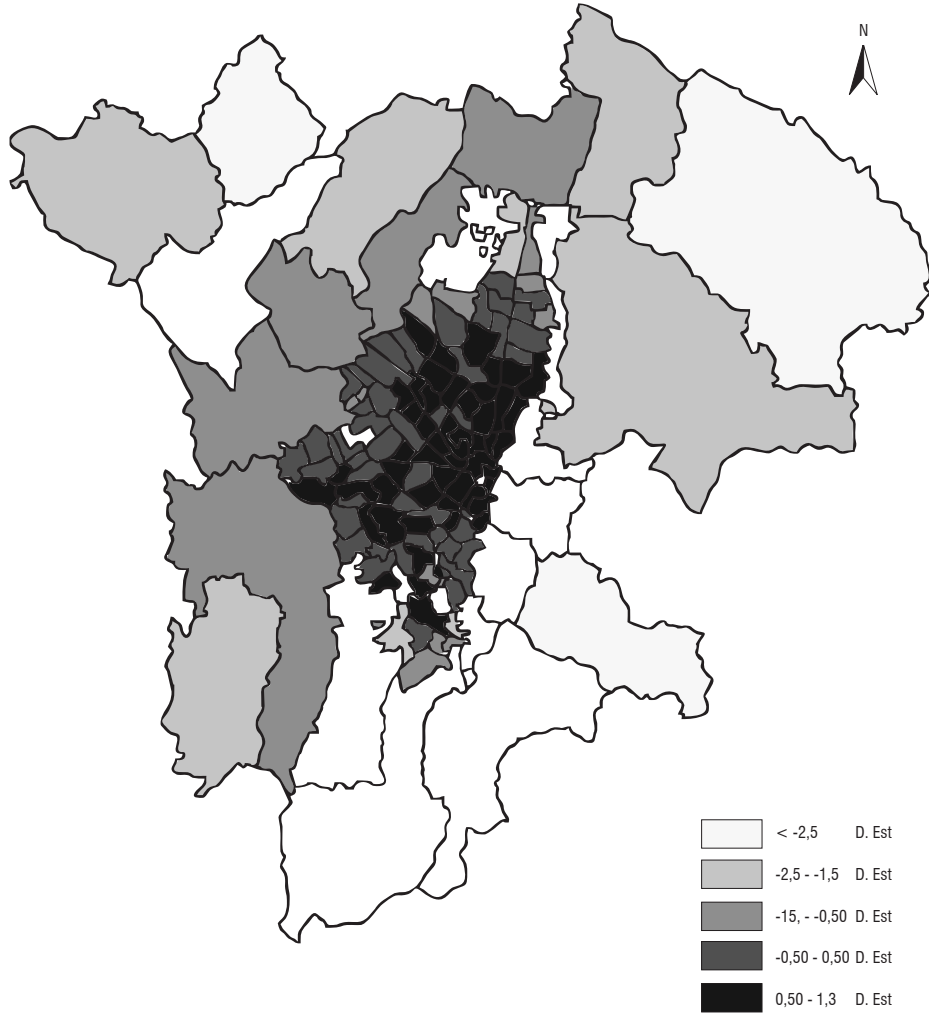 N
< -2,5 D. Est
-2,5 - -1,5 D. Est
-15, - -0,50 D. Est
-0,50 - 0,50 D. Est
0,50 - 1,3 D. Est